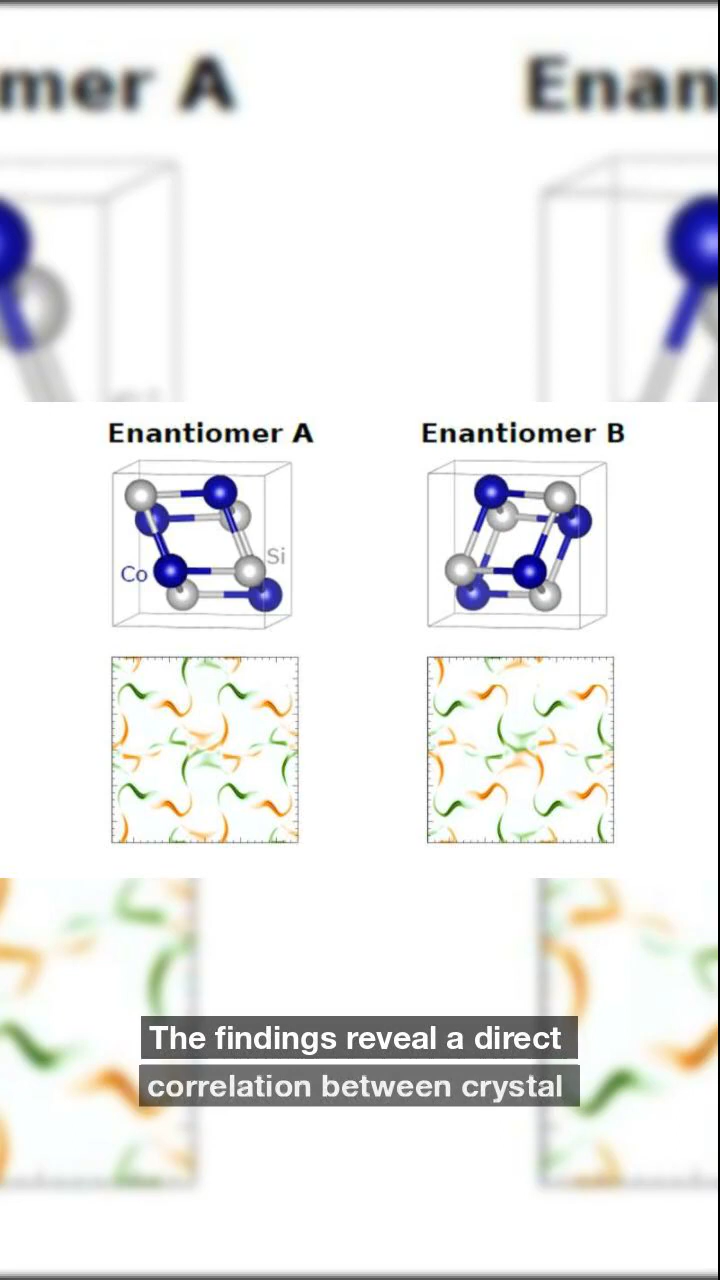 mer A Enan
Enantiomer A Enantiomer B
Si
Co
The findings reveal a direct
correlation between crystal